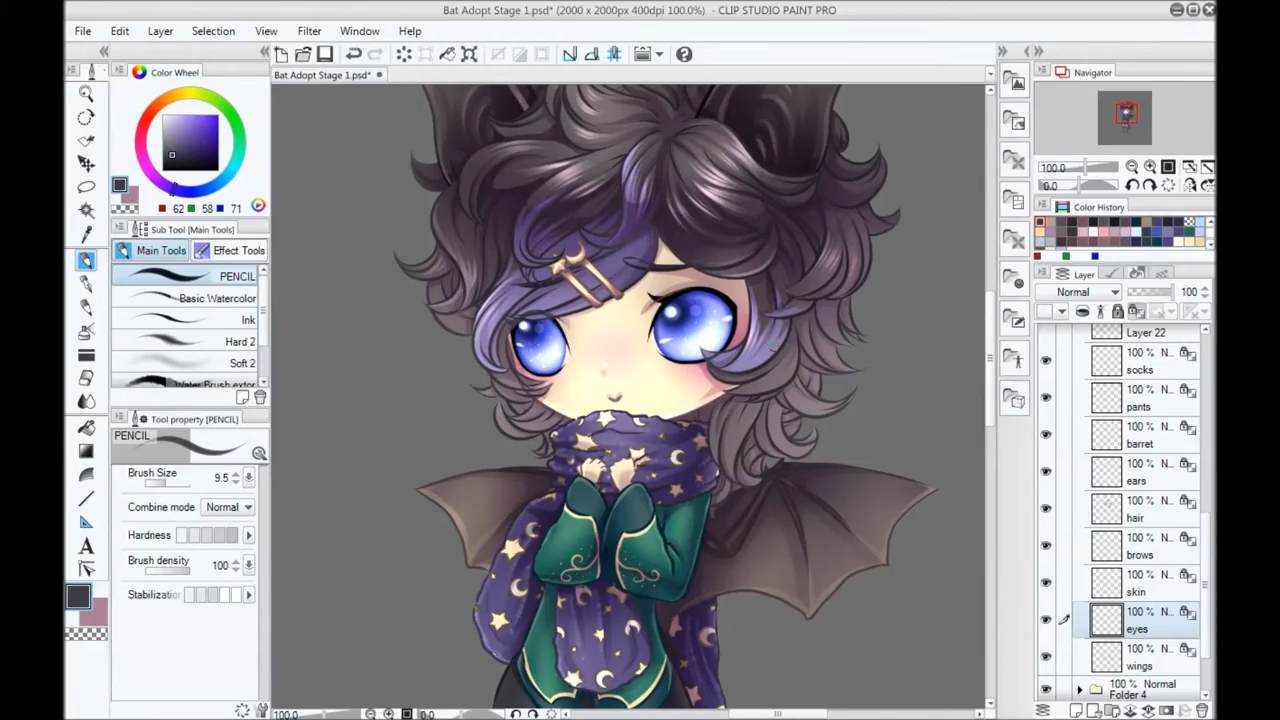 Bat Adopt Stage 1.psd* (2000 x 2000px 400dpi 100.0%) - CLIP STUDIO PAINT PRO
File Edit Layer Selection View Filter Window Help
Bat Adopt Stage 1.psd*
Color Wheel
62 58 71
Sub Tool [Main Tools]
Main Tools Effect Tools
PENCIL
Basic Watercolor
Ink
Hard 2
Soft 2
Water Brush
Tool property [PENCIL]
PENCIL
Brush Size 9.5
Combine mode Normal
Hardness
Brush density 100
Stabilizatio
100.0 0.0
Navigator
100.0
0.0
Color History
Layer
Normal 100
Layer 22
100 % N...
socks
100 % N...
pants
100 % N...
barret
100 % N...
ears
100 % N...
hair
100 % N...
brows
100 % N...
skin
100 % N...
eyes
100 % N...
wings
100 % Normal
Folder 4